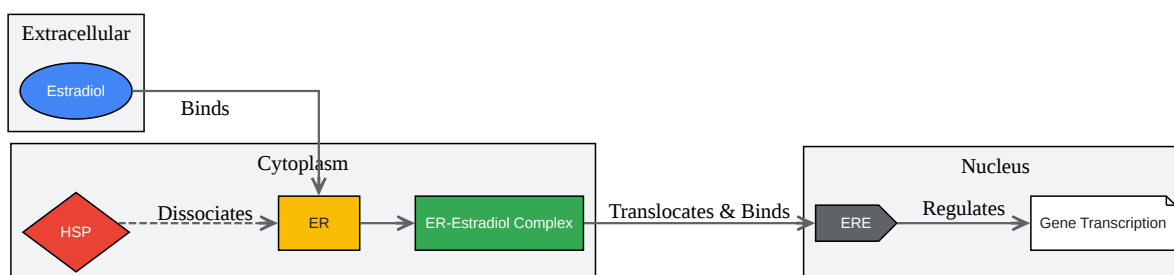 Extracellular
Estradiol
Binds
Cytoplasm
Nucleus
HSP
Dissociates
ER
ER-Estradiol Complex
Translocates & Binds
ERE
Regulates
Gene Transcription